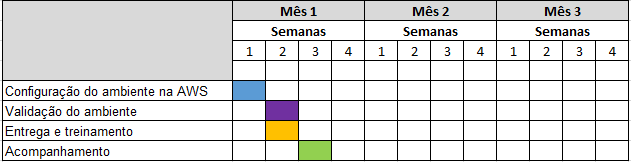 Mês 1 Mês 2 Mês 3
Semanas Semanas Semanas
1 2 3 4 1 2 3 4 1 2 3 4
Configuração do ambiente na AWS
Validação do ambiente
Entrega e treinamento
Acompanhamento